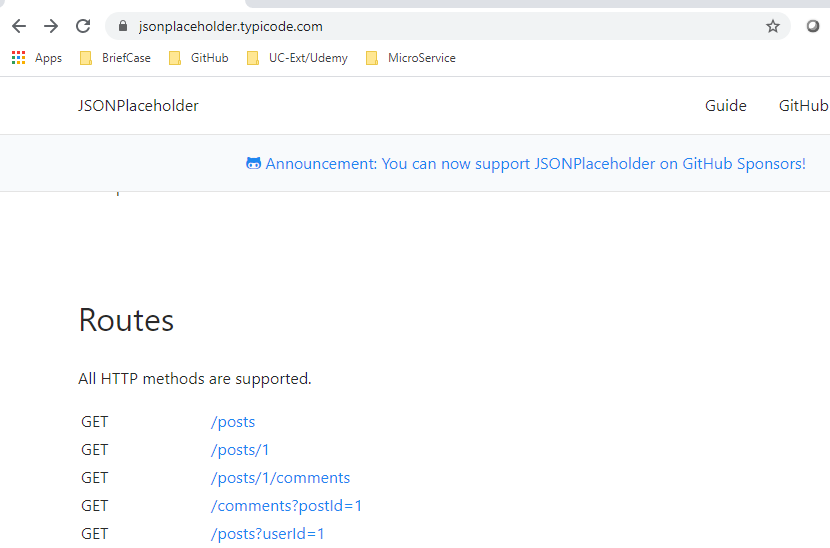 jsonplaceholder.typicode.com
Apps BriefCase GitHub UC-Ext/Udemy MicroService
JSONPlaceholder Guide GitHub
Announcement: You can now support JSONPlaceholder on GitHub Sponsors!
Routes
All HTTP methods are supported.
GET /posts
GET /posts/1
GET /posts/1/comments
GET /comments?postId=1
GET /posts?userId=1